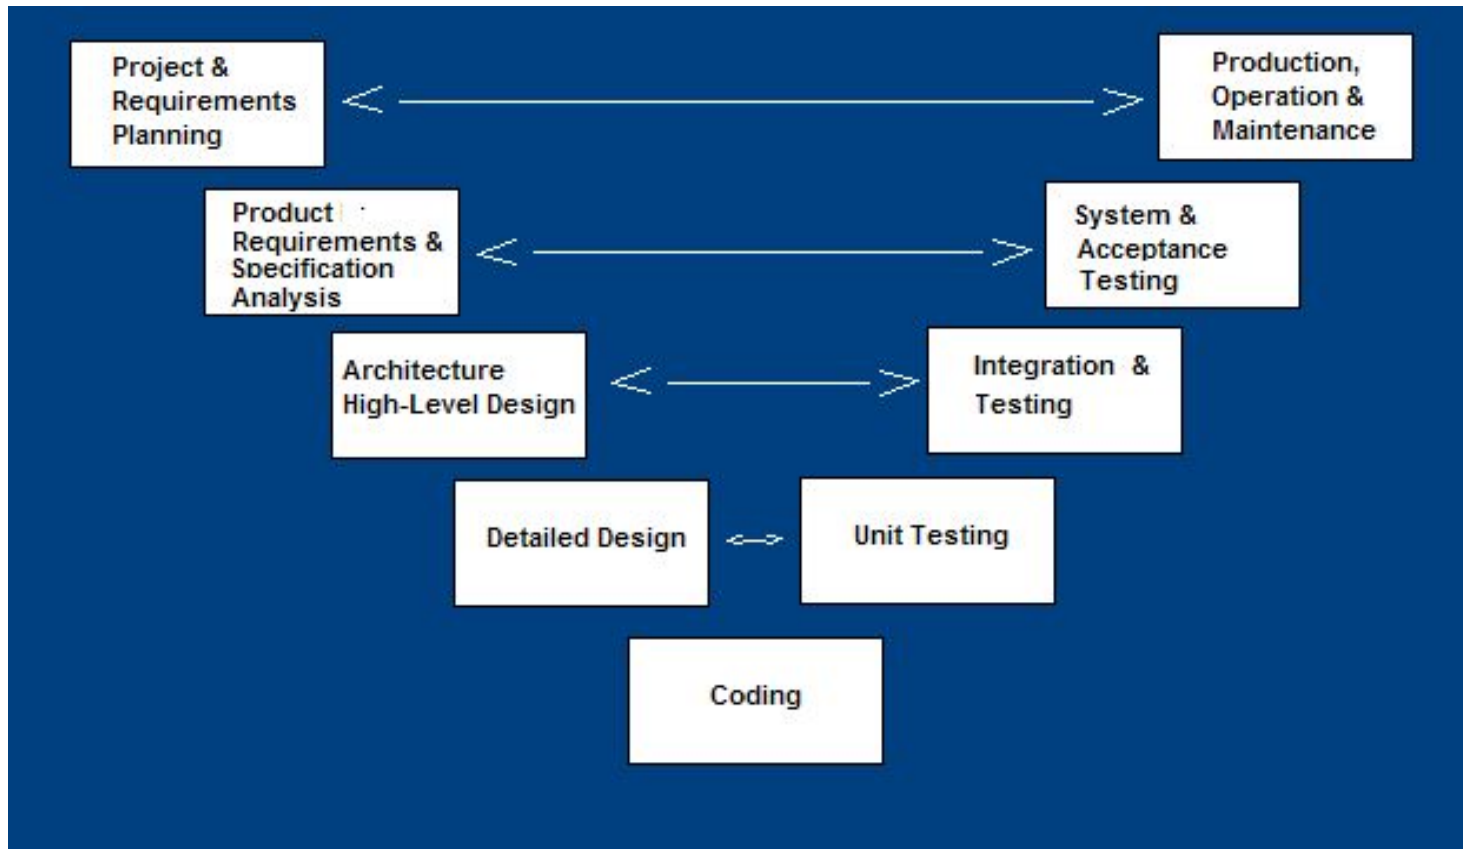 Project &
Requirements
Planning
Production,
Operation &
Maintenance
Product
Requirements &
Specification
Analysis
System &
Acceptance
Testing
Architecture
High-Level Design
Integration &
Testing
Detailed Design
Unit Testing
Coding